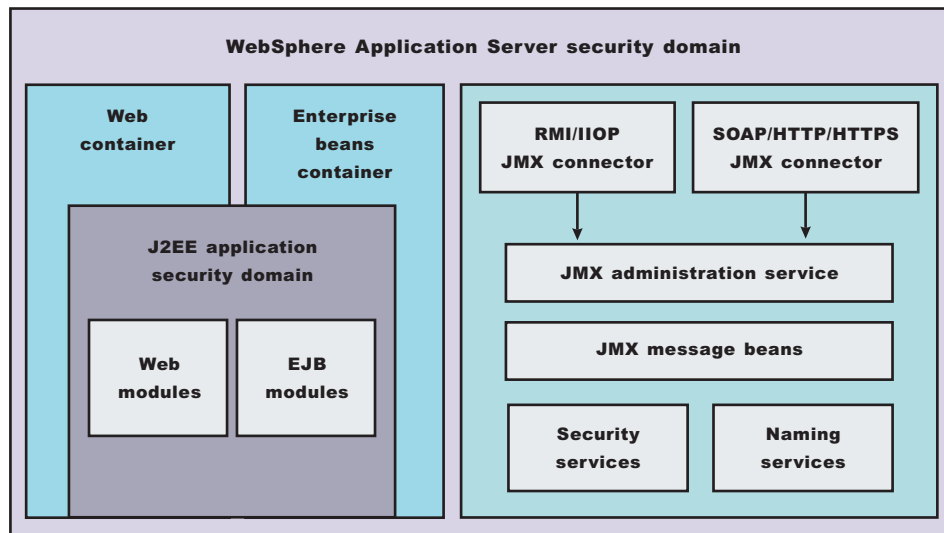 WebSphere Application Server security domain
Web
container
Enterprise
beans
container
J2EE application
security domain
Web
modules
EJB
modules
RMI/IIOP
JMX connector
SOAP/HTTP/HTTPS
JMX connector
JMX administration service
JMX message beans
Security
services
Naming
services